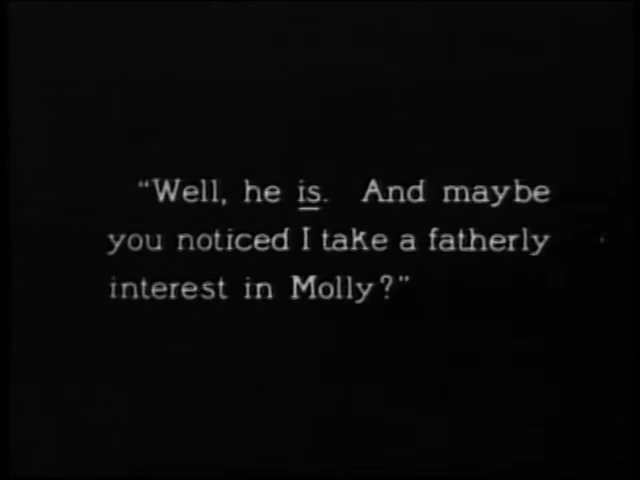 "Well, he is. And maybe
you noticed I take a fatherly
interest in Molly?"